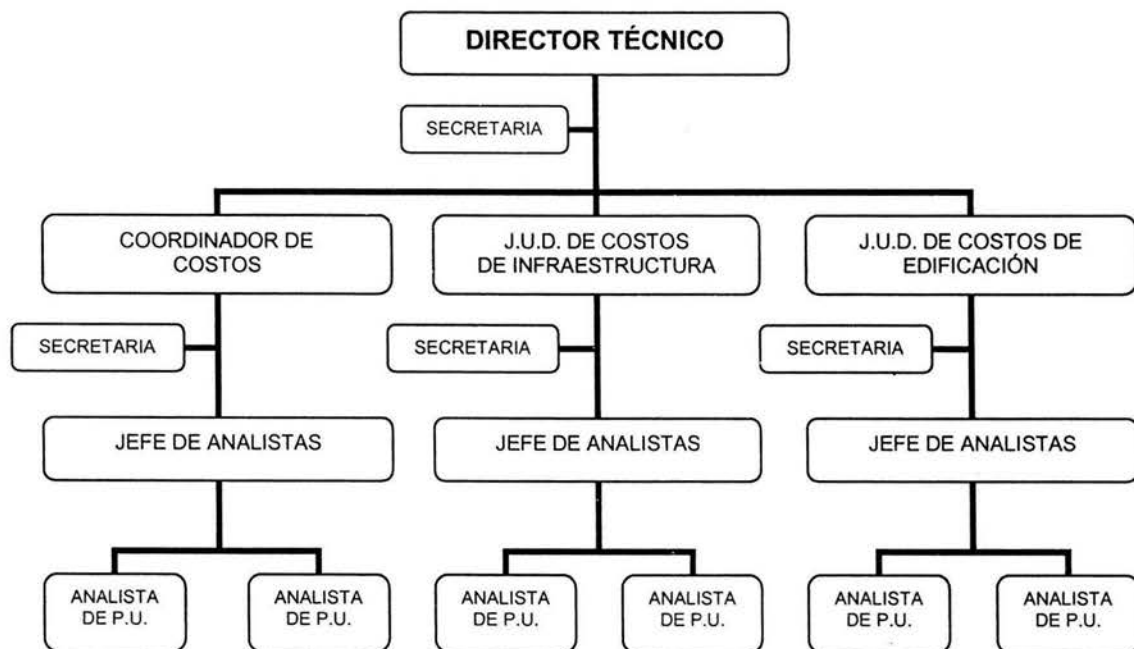 DIRECTOR TÉCNICO
SECRETARIA
COORDINADOR DE
COSTOS
J.U.D. DE COSTOS
DE INFRAESTRUCTURA
J.U.D. DE COSTOS DE
EDIFICACIÓN
SECRETARIA
SECRETARIA
SECRETARIA
JEFE DE ANALISTAS
JEFE DE ANALISTAS
JEFE DE ANALISTAS
ANALISTA
DE P.U.
ANALISTA
DE P.U.
ANALISTA
DE P.U.
ANALISTA
DE P.U.
ANALISTA
DE P.U.
ANALISTA
DE P.U.